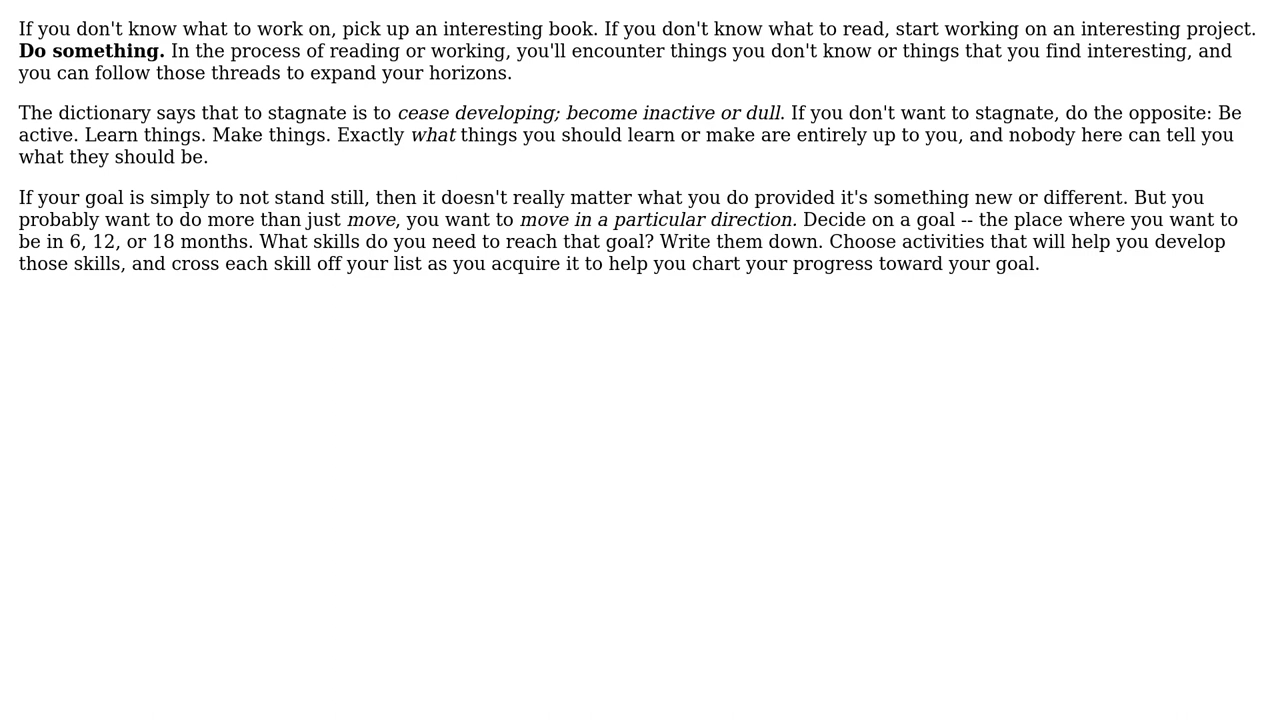 If you don't know what to work on, pick up an interesting book. If you don't know what to read, start working on an interesting project.
Do something. In the process of reading or working, you'll encounter things you don't know or things that you find interesting, and
you can follow those threads to expand your horizons.
The dictionary says that to stagnate is to cease developing; become inactive or dull. If you don't want to stagnate, do the opposite: Be
active. Learn things. Make things. Exactly what things you should learn or make are entirely up to you, and nobody here can tell you
what they should be.
If your goal is simply to not stand still, then it doesn't really matter what you do provided it's something new or different. But you
probably want to do more than just move, you want to move in a particular direction. Decide on a goal -- the place where you want to
be in 6, 12, or 18 months. What skills do you need to reach that goal? Write them down. Choose activities that will help you develop
those skills, and cross each skill off your list as you acquire it to help you chart your progress toward your goal.